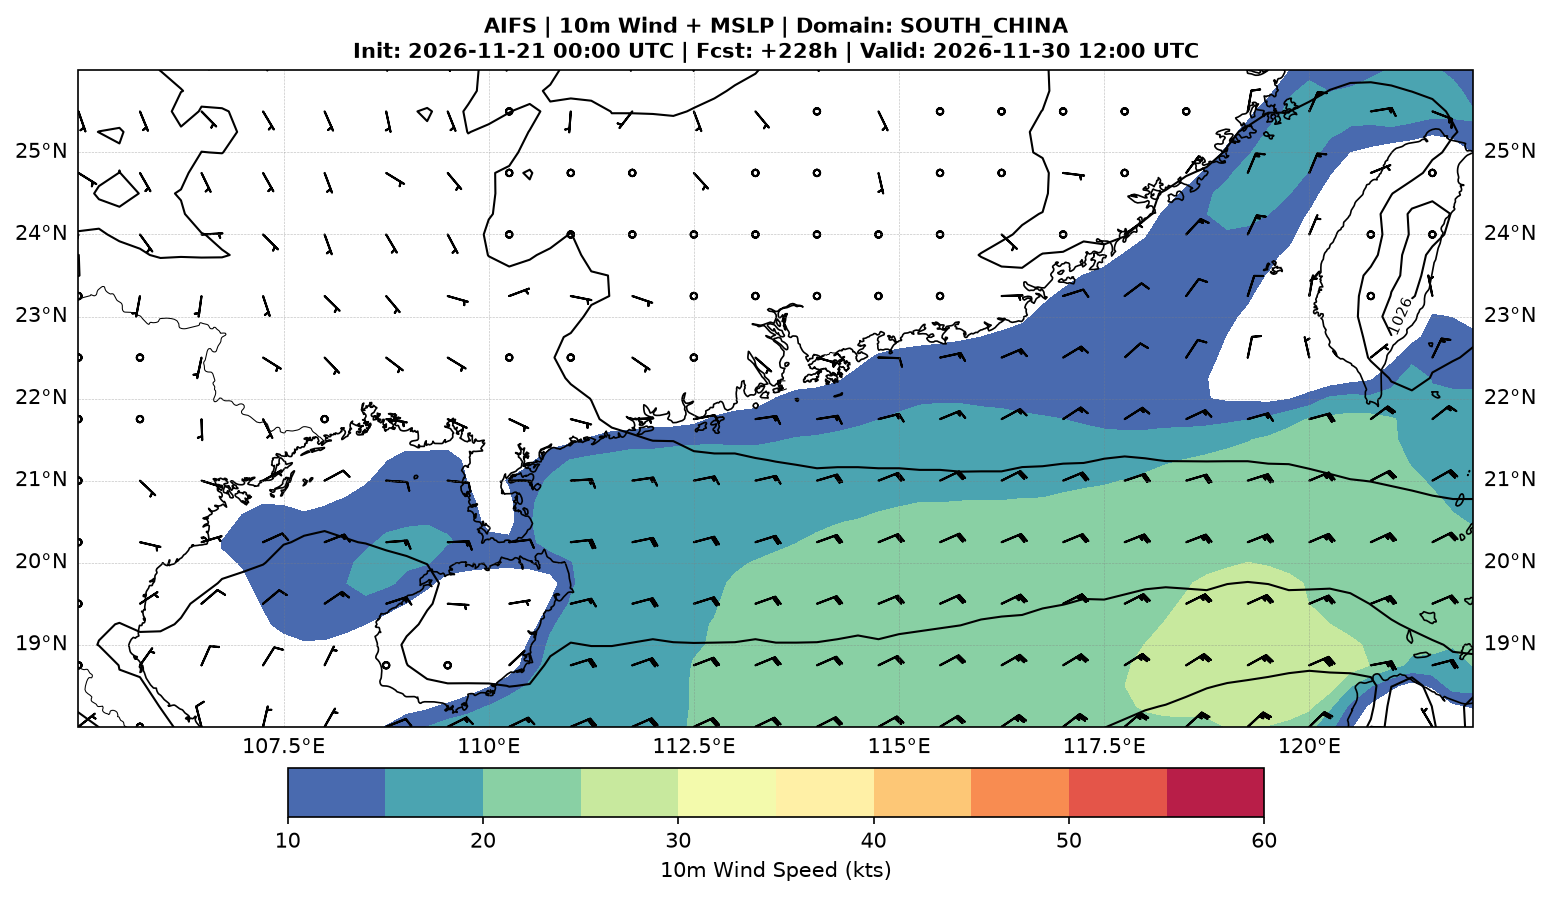 AIFS | 10m Wind + MSLP | Domain: SOUTH_CHINA
Init: 2026-11-21 00:00 UTC | Fcst: +228h | Valid: 2026-11-30 12:00 UTC
25°N
25°N
24°N
24°N
23°N
1026
23°N
22°N
22°N
21°N
21°N
20°N
20°N
19°N
19°N
107.5°E 110°E 112.5°E 115°E 117.5°E 120°E
10 20 30 40 50 60
10m Wind Speed (kts)